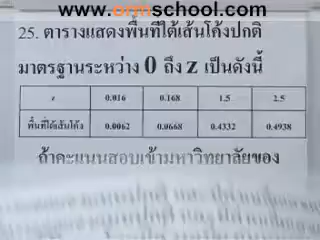 www.ormschool.com
25. ตารางแสดงพื้นที่ใต้เส้นโค้งปกติ
มาตรฐานระหว่าง 0 ถึง z เป็นดังนี้
z 0.016 0.168 1.5 2.5
พื้นที่ใต้เส้นโค้ง 0.0062 0.0668 0.4332 0.4938
ถ้าคะแนนสอบเข้ามหาวิทยาลัยของ